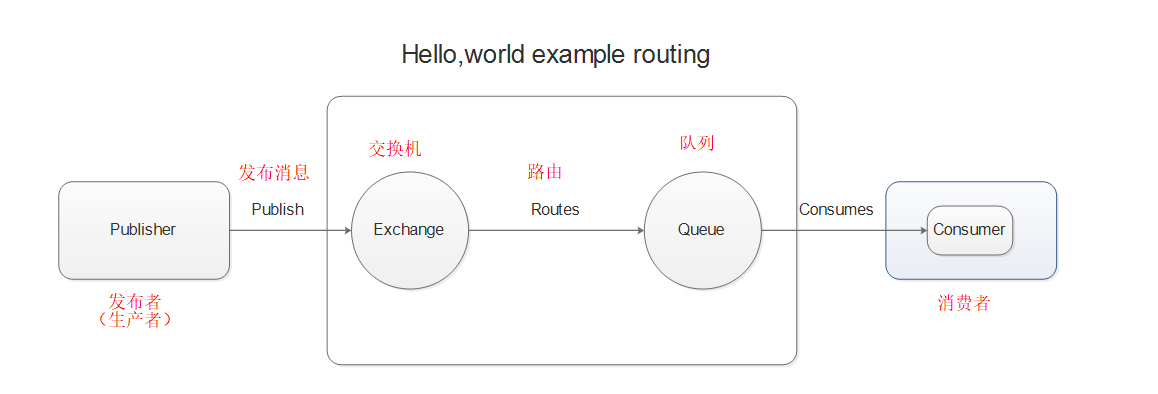 Hello,world example routing
交换机
队列
发布消息
路由
Publish
Routes
Consumes
Publisher
Exchange
Queue
Consumer
发布者
（生产者）
消费者